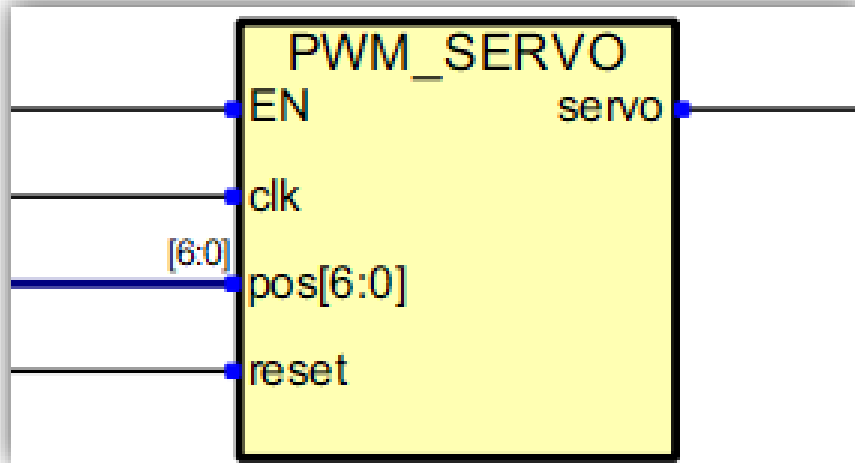 PWM_SERVO
EN
servo
clk
[6:0]
pos[6:0]
reset